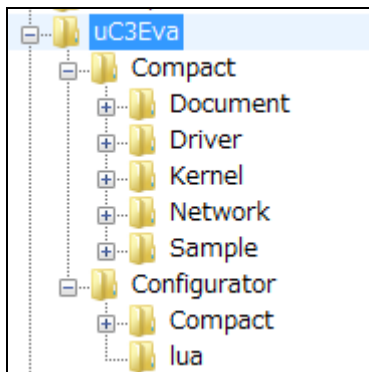 uC3Eva
Compact
Document
Driver
Kernel
Network
Sample
Configurator
Compact
lua